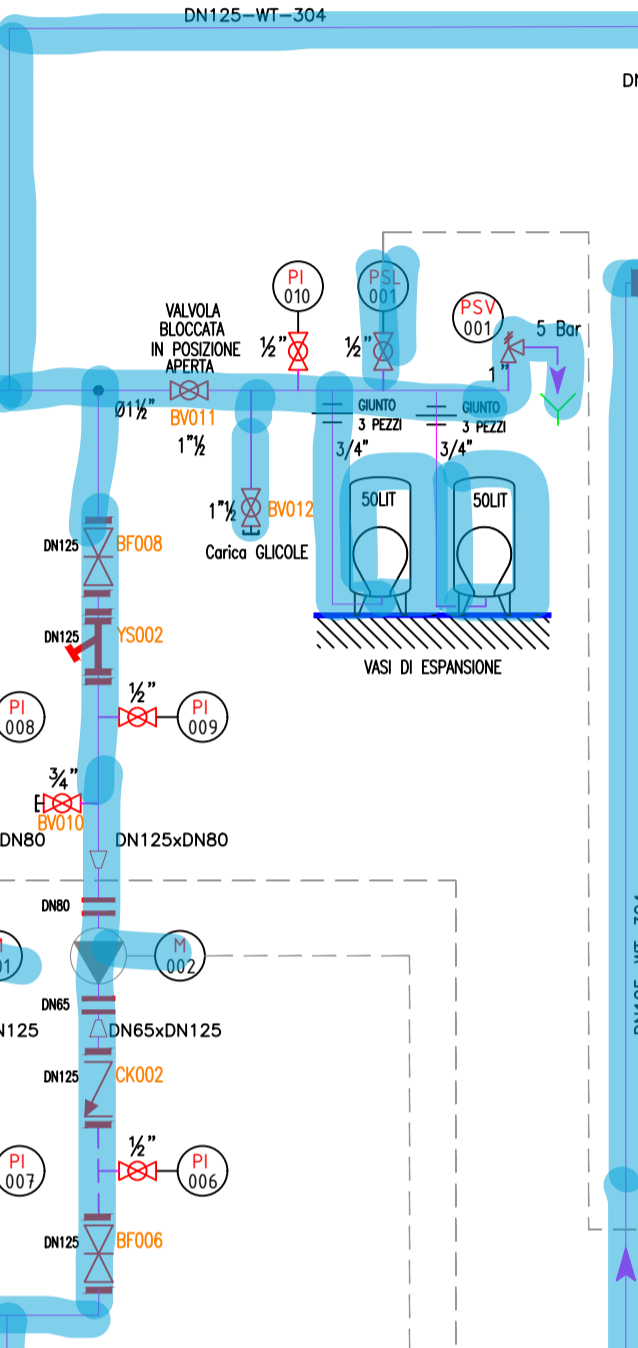 DN125-WT-304
PI
010
PSL
001
PSV
001
5 Bar
VALVOLA
BLOCCATA
IN POSIZIONE
APERTA
½"
½"
1"
Ø1½"
BV011
1"½
GIUNTO
3 PEZZI
GIUNTO
3 PEZZI
3/4"
3/4"
1"½
BV012
Carica GLICOLE
50LIT
50LIT
VASI DI ESPANSIONE
DN125
BF008
DN125
YS002
PI
008
½"
PI
009
¾"
BV010
DN80
DN125xDN80
DN80
M
002
DN65
DN65xDN125
DN125
CK002
PI
007
½"
PI
006
DN125
BF006